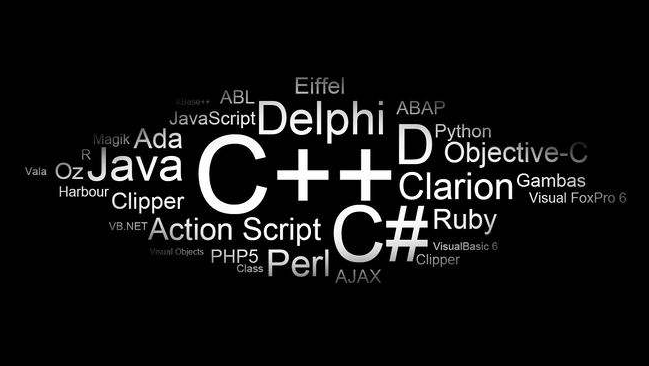 Eiffel
XBase++ ABL
JavaScript Delphi ABAP
Magik Ada C++ D Python
R Java Objective-C
Vala Oz Clarion Gambas
Harbour Clipper Visual FoxPro 6
VB.NET Action Script C# Ruby
Visual Objects PHP5 Perl VisualBasic 6
Class AJAX Clipper